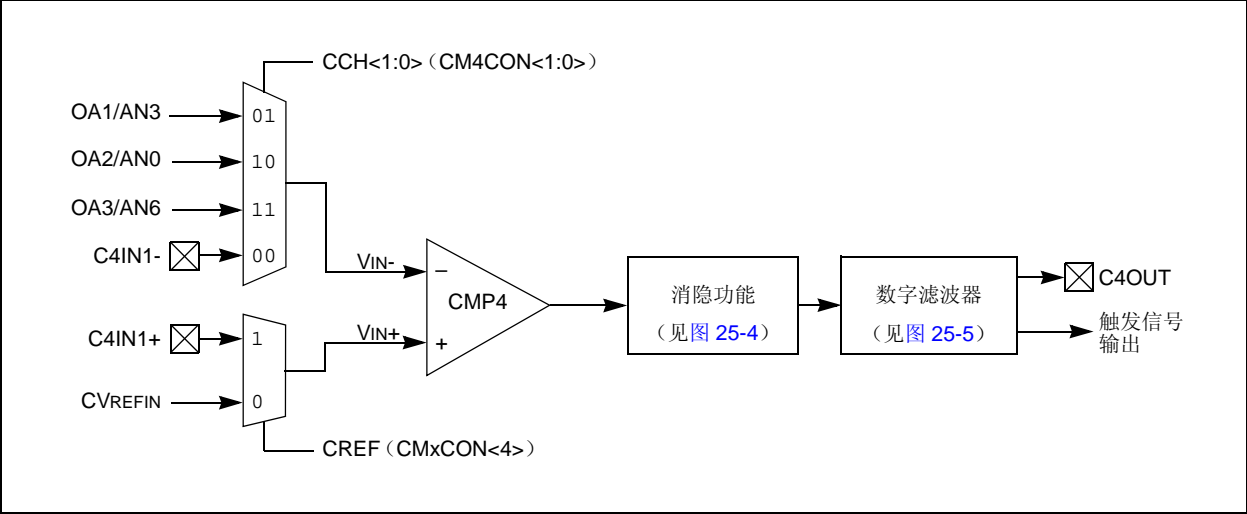 CCH<1:0>（CM4CON<1:0>）
OA1/AN3
01
OA2/AN0
10
OA3/AN6
11
C4IN1-
00
VIN-
–
CMP4
消隐功能
（见图 25-4）
数字滤波器
（见图 25-5）
C4OUT
触发信号
输出
C4IN1+
1
VIN+
+
CVREFIN
0
CREF（CMxCON<4>）